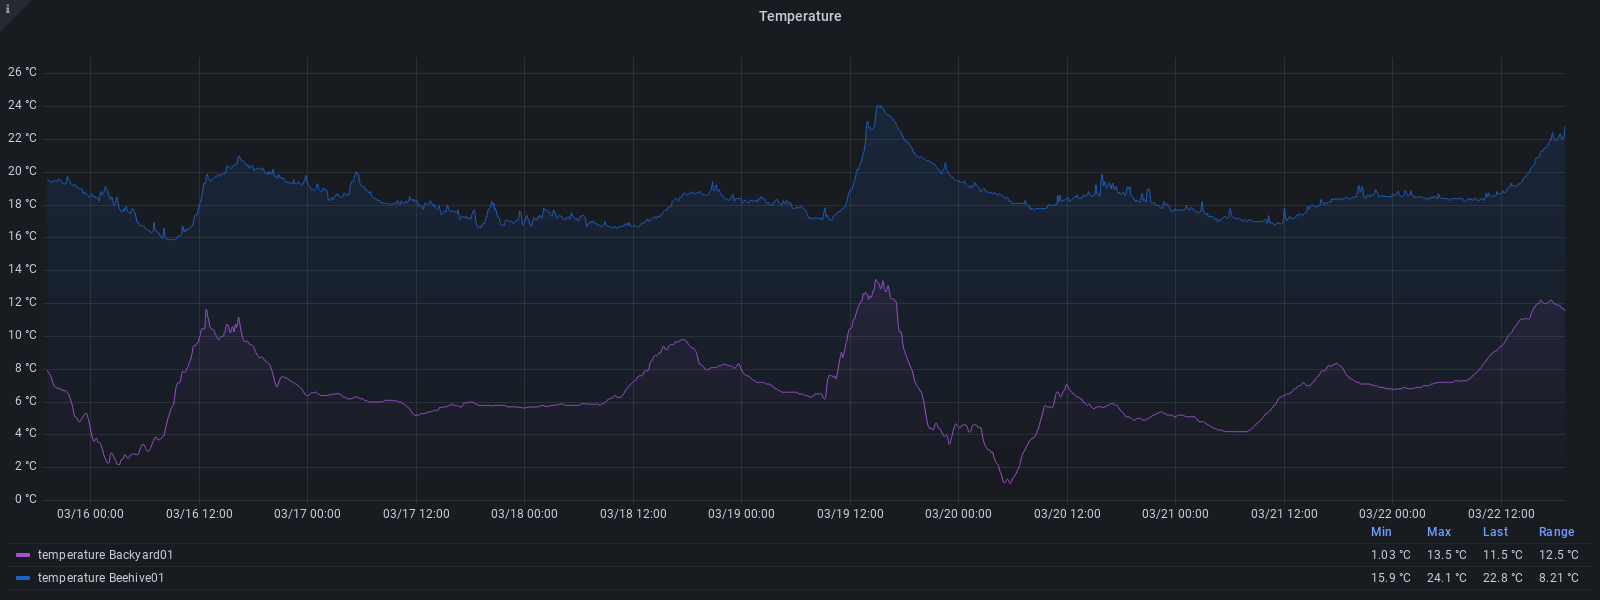 i
Temperature
26 °C
24 °C
22 °C
20 °C
18 °C
16 °C
14 °C
12 °C
10 °C
8 °C
6 °C
4 °C
2 °C
0 °C
03/16 00:00 03/16 12:00 03/17 00:00 03/17 12:00 03/18 00:00 03/18 12:00 03/19 00:00 03/19 12:00 03/20 00:00 03/20 12:00 03/21 00:00 03/21 12:00 03/22 00:00 03/22 12:00
Min Max Last Range
temperature Backyard01 1.03 °C 13.5 °C 11.5 °C 12.5 °C
temperature Beehive01 15.9 °C 24.1 °C 22.8 °C 8.21 °C